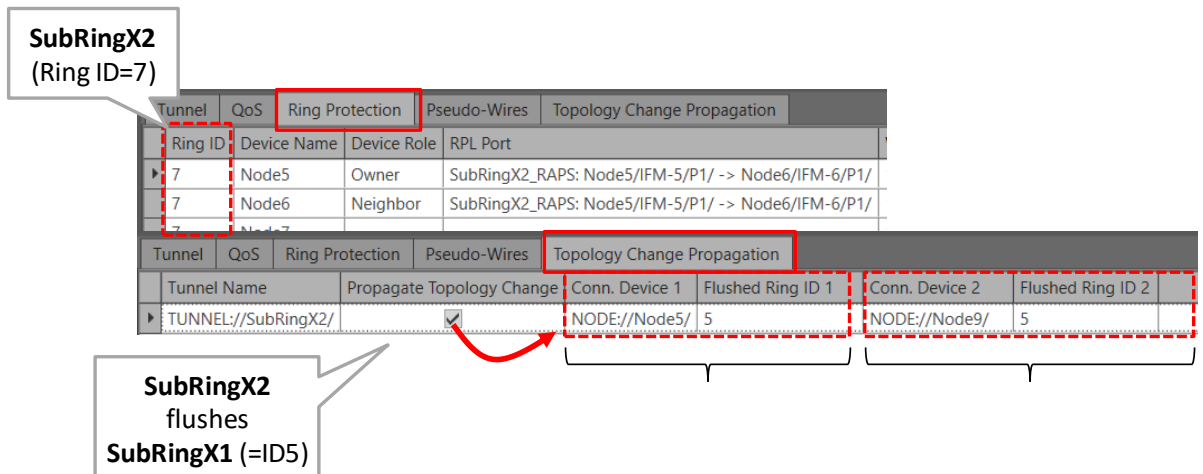 SubRingX2
(Ring ID=7)
Tunnel QoS Ring Protection Pseudo-Wires Topology Change Propagation
Ring ID Device Name Device Role RPL Port
7 Node5 Owner SubRingX2_RAPS: Node5/IFM-5/P1/ -> Node6/IFM-6/P1/
7 Node6 Neighbor SubRingX2_RAPS: Node5/IFM-5/P1/ -> Node6/IFM-6/P1/
Tunnel QoS Ring Protection Pseudo-Wires Topology Change Propagation
Tunnel Name Propagate Topology Change Conn. Device 1 Flushed Ring ID 1 Conn. Device 2 Flushed Ring ID 2
TUNNEL://SubRingX2/ NODE://Node5/ 5 NODE://Node9/ 5
SubRingX2
flushes
SubRingX1 (=ID5)